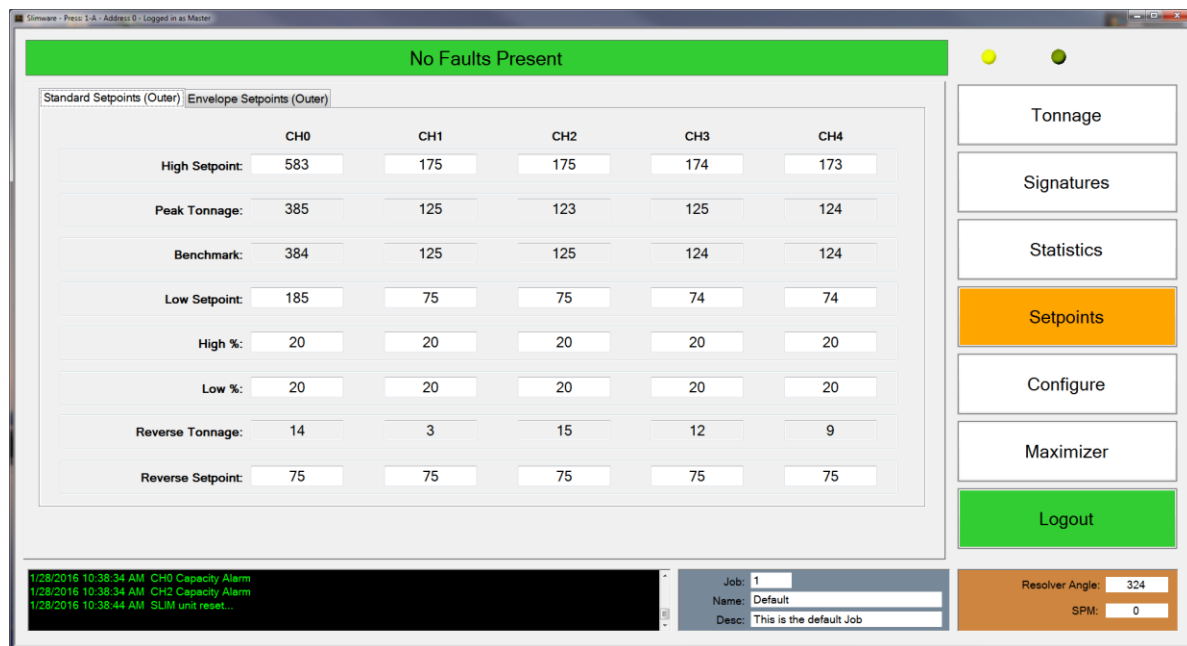 Slimware - Press: 1-A - Address 0 - Logged in as Master
No Faults Present
Standard Setpoints (Outer) Envelope Setpoints (Outer)
CH0 CH1 CH2 CH3 CH4
High Setpoint: 583 175 175 174 173
Peak Tonnage: 385 125 123 125 124
Benchmark: 384 125 125 124 124
Low Setpoint: 185 75 75 74 74
High %: 20 20 20 20 20
Low %: 20 20 20 20 20
Reverse Tonnage: 14 3 15 12 9
Reverse Setpoint: 75 75 75 75 75
Tonnage
Signatures
Statistics
Setpoints
Configure
Maximizer
Logout
1/28/2016 10:38:34 AM CH0 Capacity Alarm
1/28/2016 10:38:34 AM CH2 Capacity Alarm
1/28/2016 10:38:44 AM SLIM unit reset...
Job: 1
Name: Default
Desc: This is the default Job
Resolver Angle: 324
SPM: 0